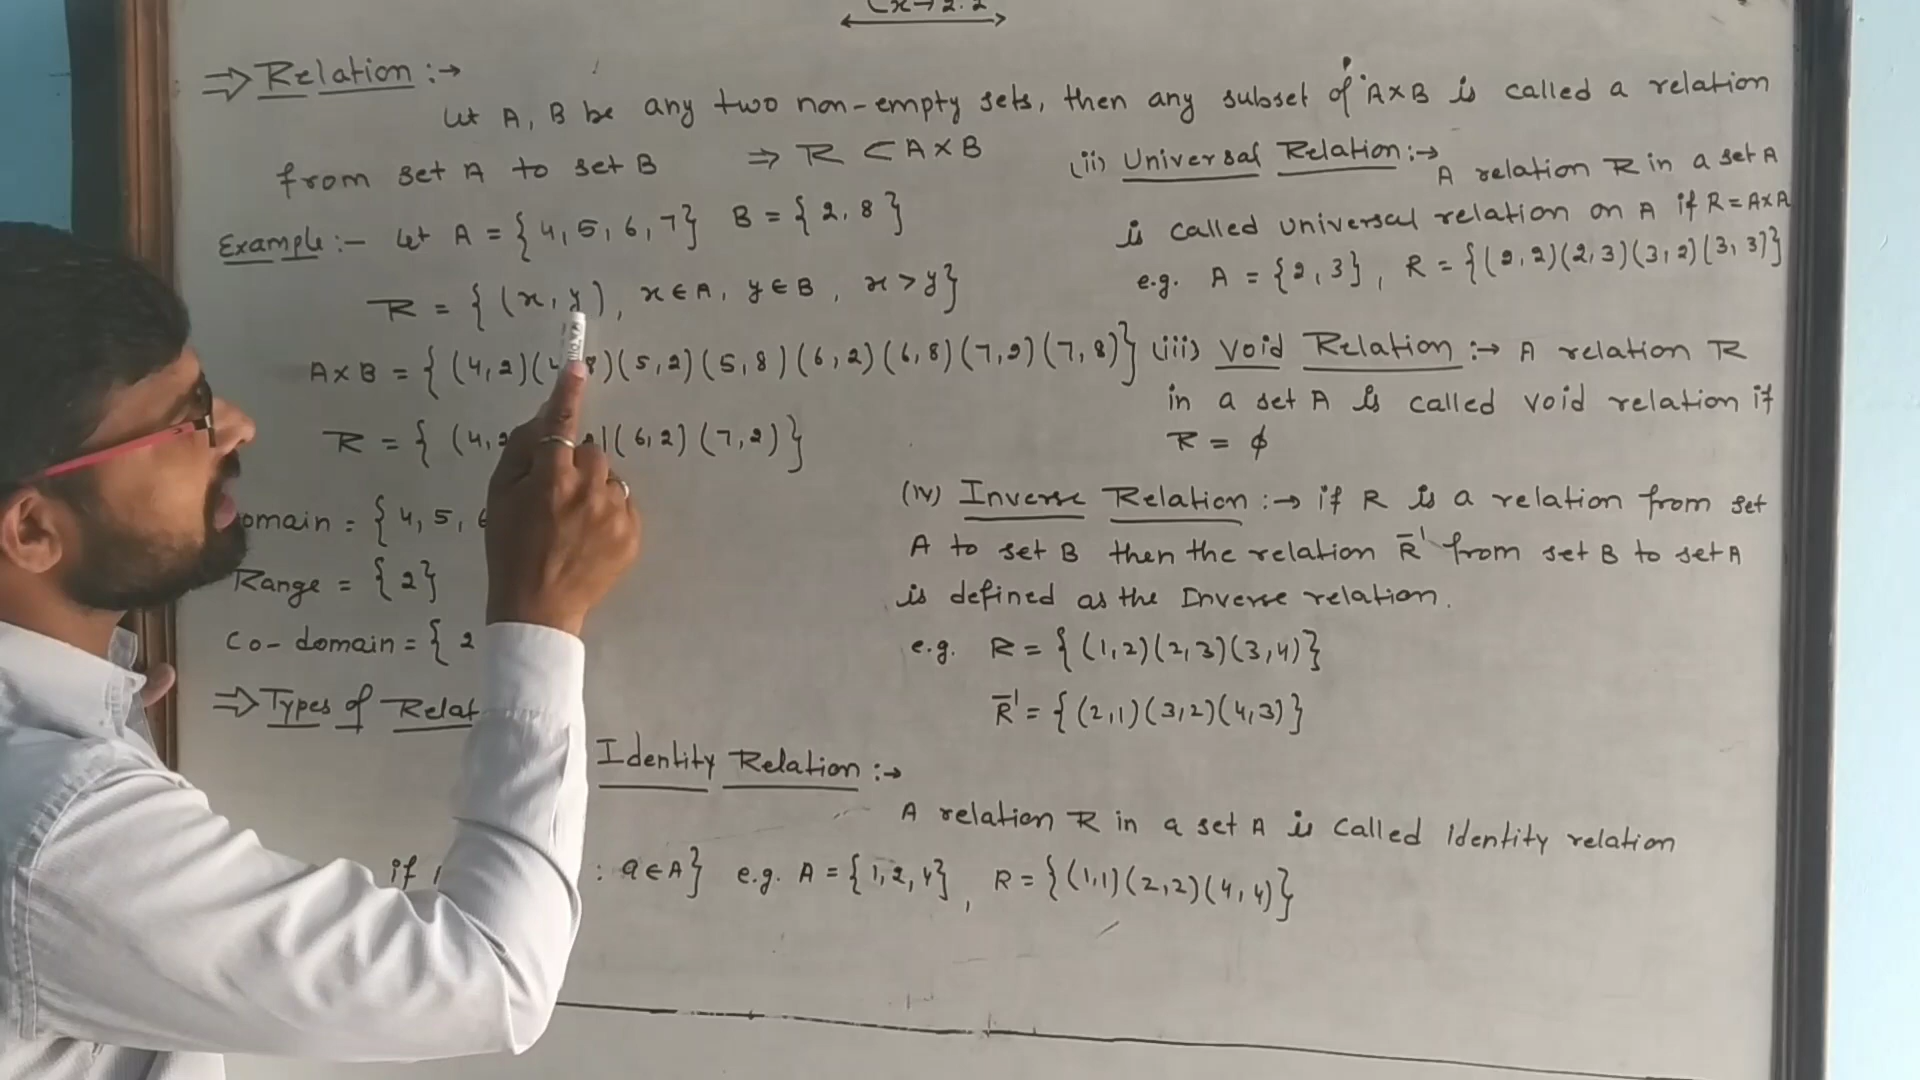 Ex → 2.2
⇒ Relation :→
Let A, B be any two non-empty sets, then any subset of A×B is called a relation
from set A to set B ⇒ R ⊂ A×B
Example :- Let A = {4, 5, 6, 7} B = {2, 8}
R = {(x, y), x ∈ A, y ∈ B, x > y}
A×B = {(4,2)(4,8)(5,2)(5,8)(6,2)(6,8)(7,2)(7,8)}
R = { (4,2 (6,2)(7,2)}
omain = {4, 5, 6
Range = {2}
Co-domain = { 2
⇒ Types of Relat
Identity Relation :→
A relation R in a set A is called identity relation
if : a ∈ A} e.g. A = {1, 2, 4}, R = {(1,1)(2,2)(4,4)}
(ii) Universal Relation :→ A relation R in a set A
is called universal relation on A if R = A×A
e.g. A = {2, 3}, R = {(2,2)(2,3)(3,2)(3,3)}
(iii) Void Relation :→ A relation R
in a set A is called void relation if
R = ϕ
(iv) Inverse Relation :→ if R is a relation from set
A to set B then the relation R⁻¹ from set B to set A
is defined as the Inverse relation.
e.g. R = {(1,2)(2,3)(3,4)}
R⁻¹ = {(2,1)(3,2)(4,3)}